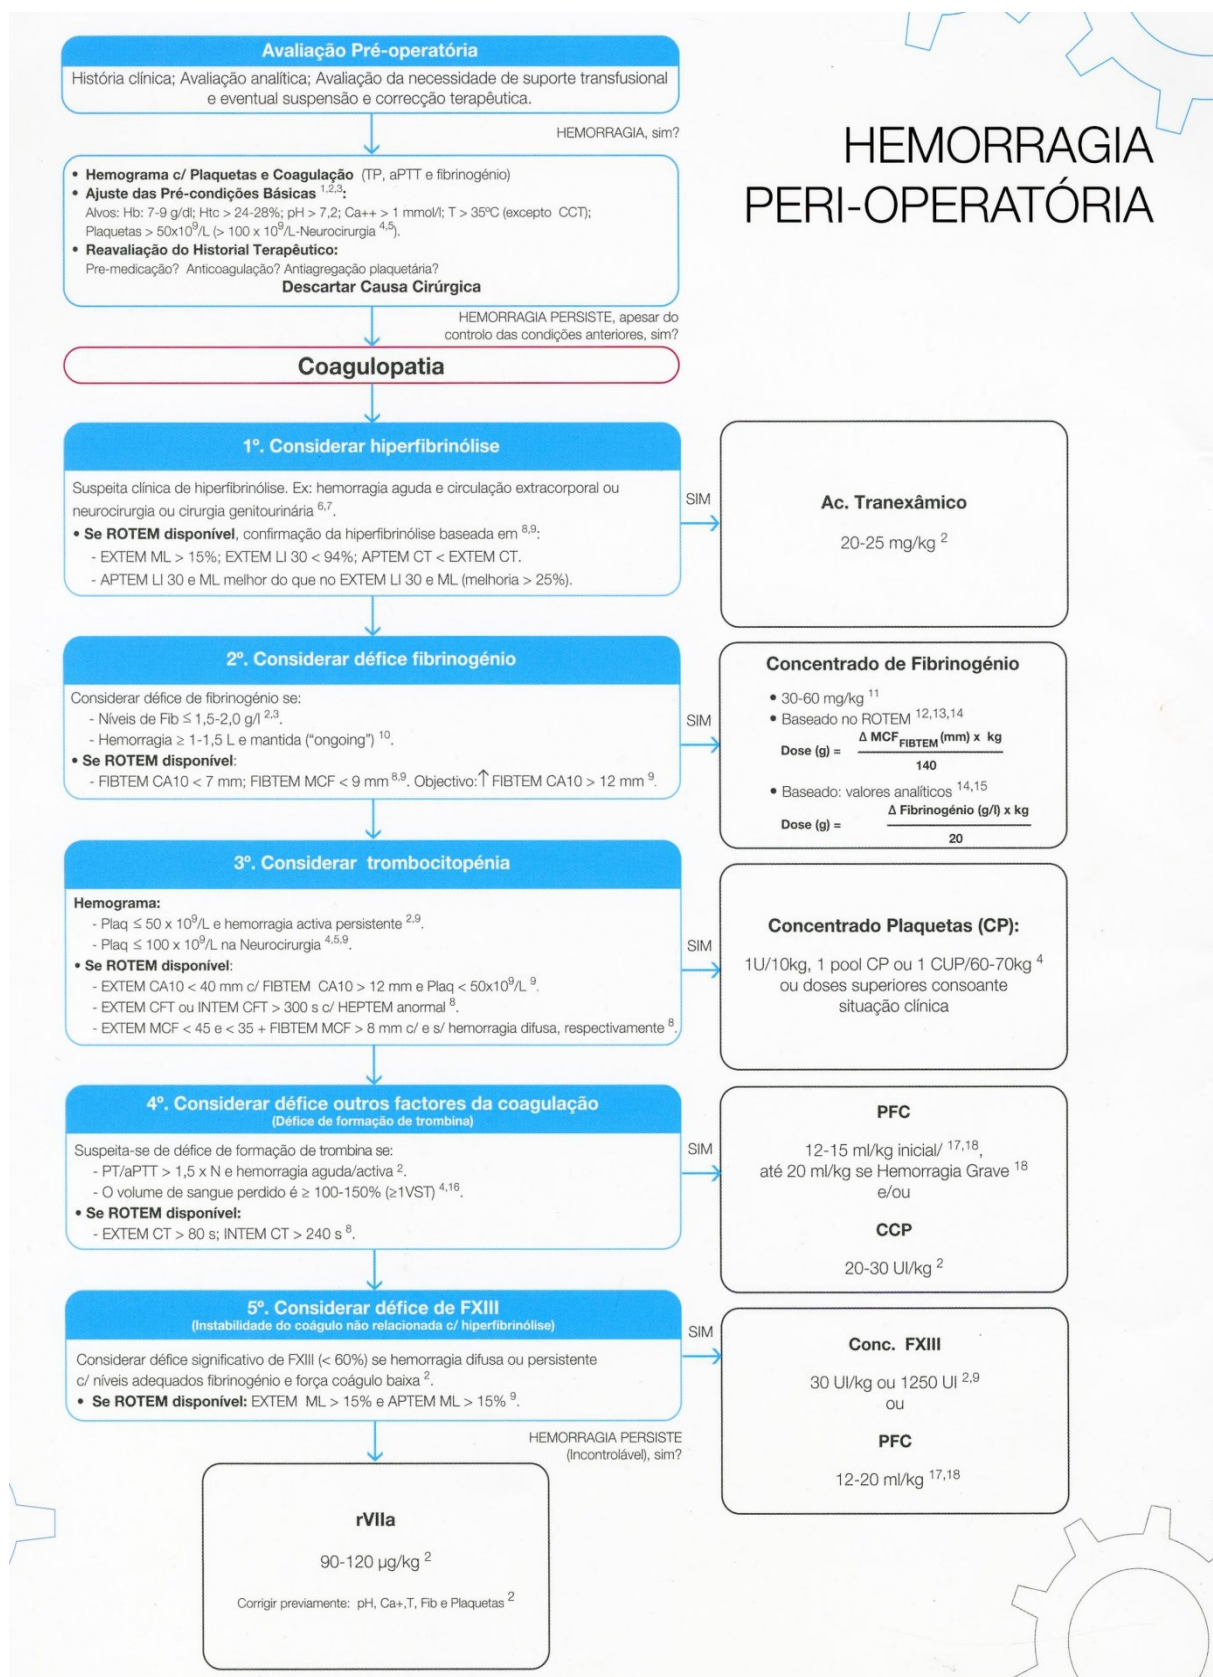 HEMORRAGIA
PERI-OPERATÓRIA
Avaliação Pré-operatória
História clínica; Avaliação analítica; Avaliação da necessidade de suporte transfusional
e eventual suspensão e correcção terapêutica.
HEMORRAGIA, sim?
• Hemograma c/ Plaquetas e Coagulação (TP, aPTT e fibrinogénio)
• Ajuste das Pré-condições Básicas 1,2,3:
Alvos: Hb: 7-9 g/dl; Htc > 24-28%; pH > 7,2; Ca++ > 1 mmol/l; T > 35ºC (excepto CCT);
Plaquetas > 50x10⁹/L (> 100 x 10⁹/L-Neurocirurgia 4,5).
• Reavaliação do Historial Terapêutico:
Pre-medicação? Anticoagulação? Antiagregação plaquetária?
Descartar Causa Cirúrgica
HEMORRAGIA PERSISTE, apesar do
controlo das condições anteriores, sim?
Coagulopatia
1º. Considerar hiperfibrinólise
Suspeita clínica de hiperfibrinólise. Ex: hemorragia aguda e circulação extracorporal ou
neurocirurgia ou cirurgia genitourinária 6,7.
• Se ROTEM disponível, confirmação da hiperfibrinólise baseada em 8,9:
- EXTEM ML > 15%; EXTEM LI 30 < 94%; APTEM CT < EXTEM CT.
- APTEM LI 30 e ML melhor do que no EXTEM LI 30 e ML (melhoria > 25%).
SIM
Ac. Tranexâmico
20-25 mg/kg 2
2º. Considerar défice fibrinogénio
Considerar défice de fibrinogénio se:
- Níveis de Fib ≤ 1,5-2,0 g/l 2,3.
- Hemorragia ≥ 1-1,5 L e mantida ("ongoing") 10.
• Se ROTEM disponível:
- FIBTEM CA10 < 7 mm; FIBTEM MCF < 9 mm 8,9. Objectivo:↑ FIBTEM CA10 > 12 mm 9.
SIM
Concentrado de Fibrinogénio
• 30-60 mg/kg 11
• Baseado no ROTEM 12,13,14
Dose (g) = Δ MCF FIBTEM (mm) x kg
140
• Baseado: valores analíticos 14,15
Dose (g) = Δ Fibrinogénio (g/l) x kg
20
3º. Considerar trombocitopénia
Hemograma:
- Plaq ≤ 50 x 10⁹/L e hemorragia activa persistente 2,9.
- Plaq ≤ 100 x 10⁹/L na Neurocirurgia 4,5,9.
• Se ROTEM disponível:
- EXTEM CA10 < 40 mm c/ FIBTEM CA10 > 12 mm e Plaq < 50x10⁹/L 9.
- EXTEM CFT ou INTEM CFT > 300 s c/ HEPTEM anormal 8.
- EXTEM MCF < 45 e < 35 + FIBTEM MCF > 8 mm c/ e s/ hemorragia difusa, respectivamente 8.
SIM
Concentrado Plaquetas (CP):
1U/10kg, 1 pool CP ou 1 CUP/60-70kg 4
ou doses superiores consoante
situação clínica
4º. Considerar défice outros factores da coagulação
(Défice de formação de trombina)
Suspeita-se de défice de formação de trombina se:
- PT/aPTT > 1,5 x N e hemorragia aguda/activa 2.
- O volume de sangue perdido é ≥ 100-150% (≥1VST) 4,16.
• Se ROTEM disponível:
- EXTEM CT > 80 s; INTEM CT > 240 s 8.
SIM
PFC
12-15 ml/kg inicial/ 17,18,
até 20 ml/kg se Hemorragia Grave 18
e/ou
CCP
20-30 UI/kg 2
5º. Considerar défice de FXIII
(Instabilidade do coágulo não relacionada c/ hiperfibrinólise)
Considerar défice significativo de FXIII (< 60%) se hemorragia difusa ou persistente
c/ níveis adequados fibrinogénio e força coágulo baixa 2.
• Se ROTEM disponível: EXTEM ML > 15% e APTEM ML > 15% 9.
SIM
Conc. FXIII
30 UI/kg ou 1250 UI 2,9
ou
PFC
12-20 ml/kg 17,18
HEMORRAGIA PERSISTE
(Incontrolável), sim?
rVIIa
90-120 µg/kg 2
Corrigir previamente: pH, Ca+,T, Fib e Plaquetas 2